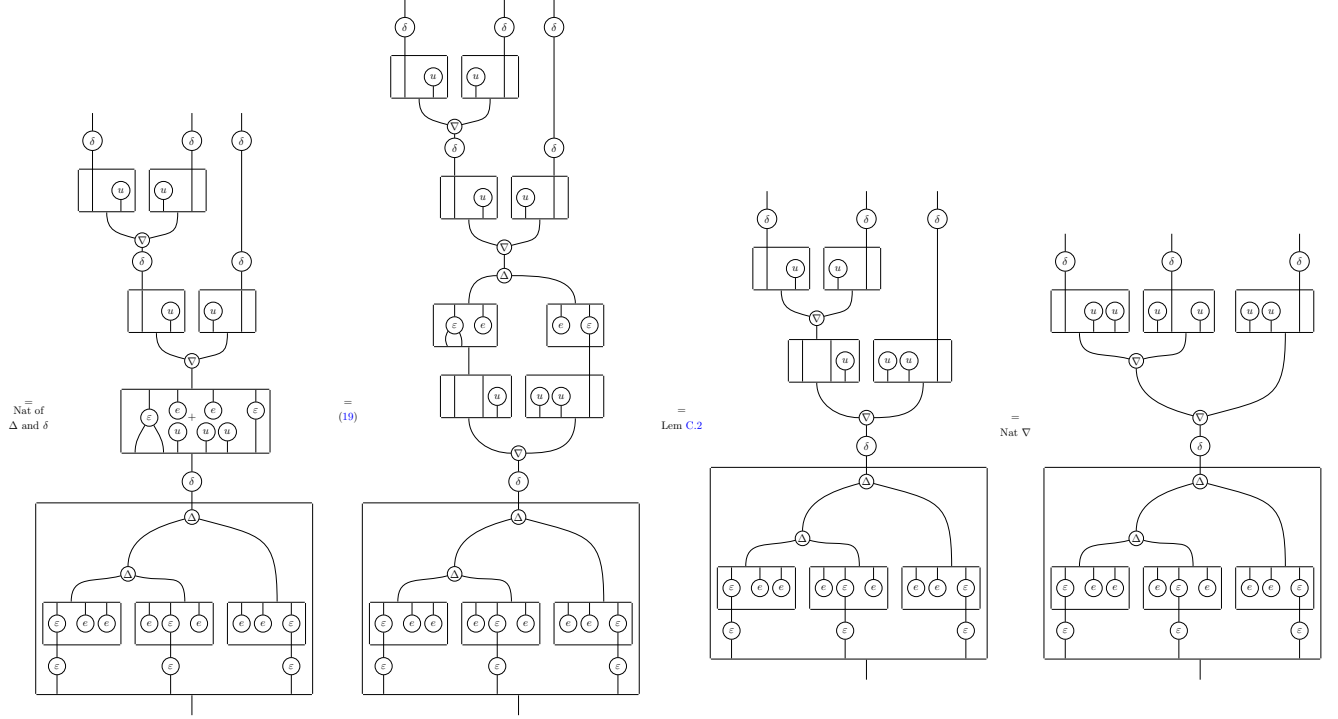 =
Nat of
Δ and δ
δ δ δ
u u
∇
δ δ
u u
∇
e e ε
ε +
u u u
δ
Δ
Δ
ε e e e ε e e e ε
ε ε ε
=
(19)
δ δ δ
u u
∇
δ δ
u u
∇
Δ
ε e e ε
u u u
∇
δ
Δ
Δ
ε e e e ε e e e ε
ε ε ε
=
Lem C.2
δ δ δ
u u
∇
u u u
∇
δ
Δ
Δ
ε e e e ε e e e ε
ε ε ε
=
Nat ∇
δ δ δ
u u u u u u
∇
∇
δ
Δ
Δ
ε e e e ε e e e ε
ε ε ε